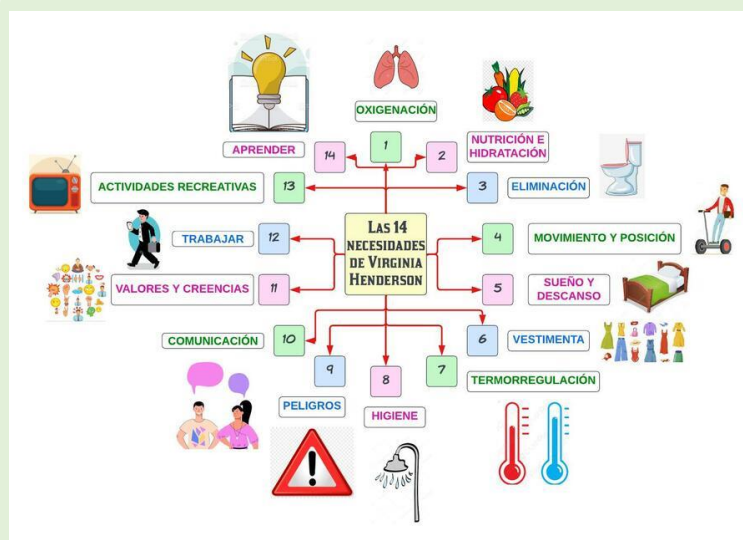 LAS 14
NECESIDADES
DE VIRGINIA
HENDERSON
1
OXIGENACIÓN
2
NUTRICIÓN E
HIDRATACIÓN
3
ELIMINACIÓN
4
MOVIMIENTO Y POSICIÓN
5
SUEÑO Y
DESCANSO
6
VESTIMENTA
7
TERMORREGULACIÓN
8
HIGIENE
9
PELIGROS
10
COMUNICACIÓN
11
VALORES Y CREENCIAS
12
TRABAJAR
13
ACTIVIDADES RECREATIVAS
14
APRENDER